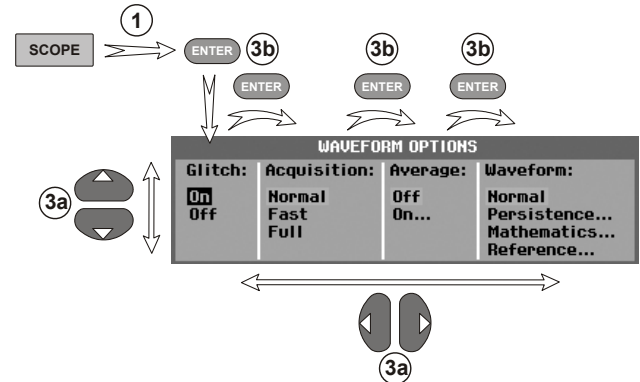 1
SCOPE
ENTER
3b
3b
3b
ENTER
ENTER
ENTER
WAVEFORM OPTIONS
Glitch: Acquisition: Average: Waveform:
On Normal Off Normal
Off Fast On... Persistence...
Full Mathematics...
Reference...
3a
3a